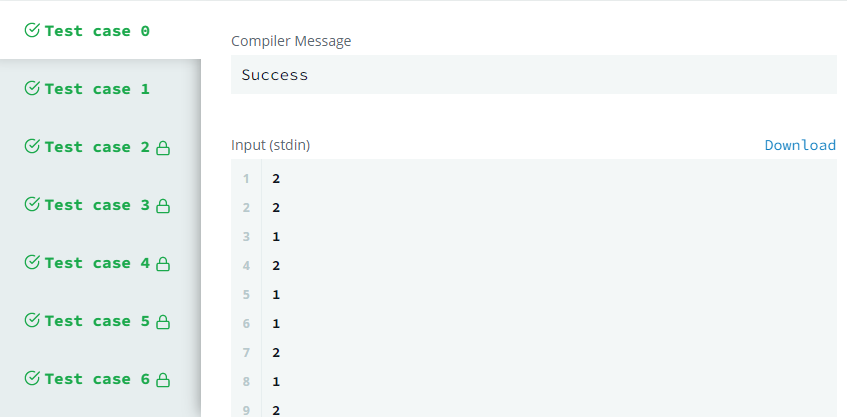 Test case 0
Test case 1
Test case 2
Test case 3
Test case 4
Test case 5
Test case 6
Compiler Message
Success
Input (stdin) Download
1 2
2 2
3 1
4 2
5 1
6 1
7 2
8 1
9 2